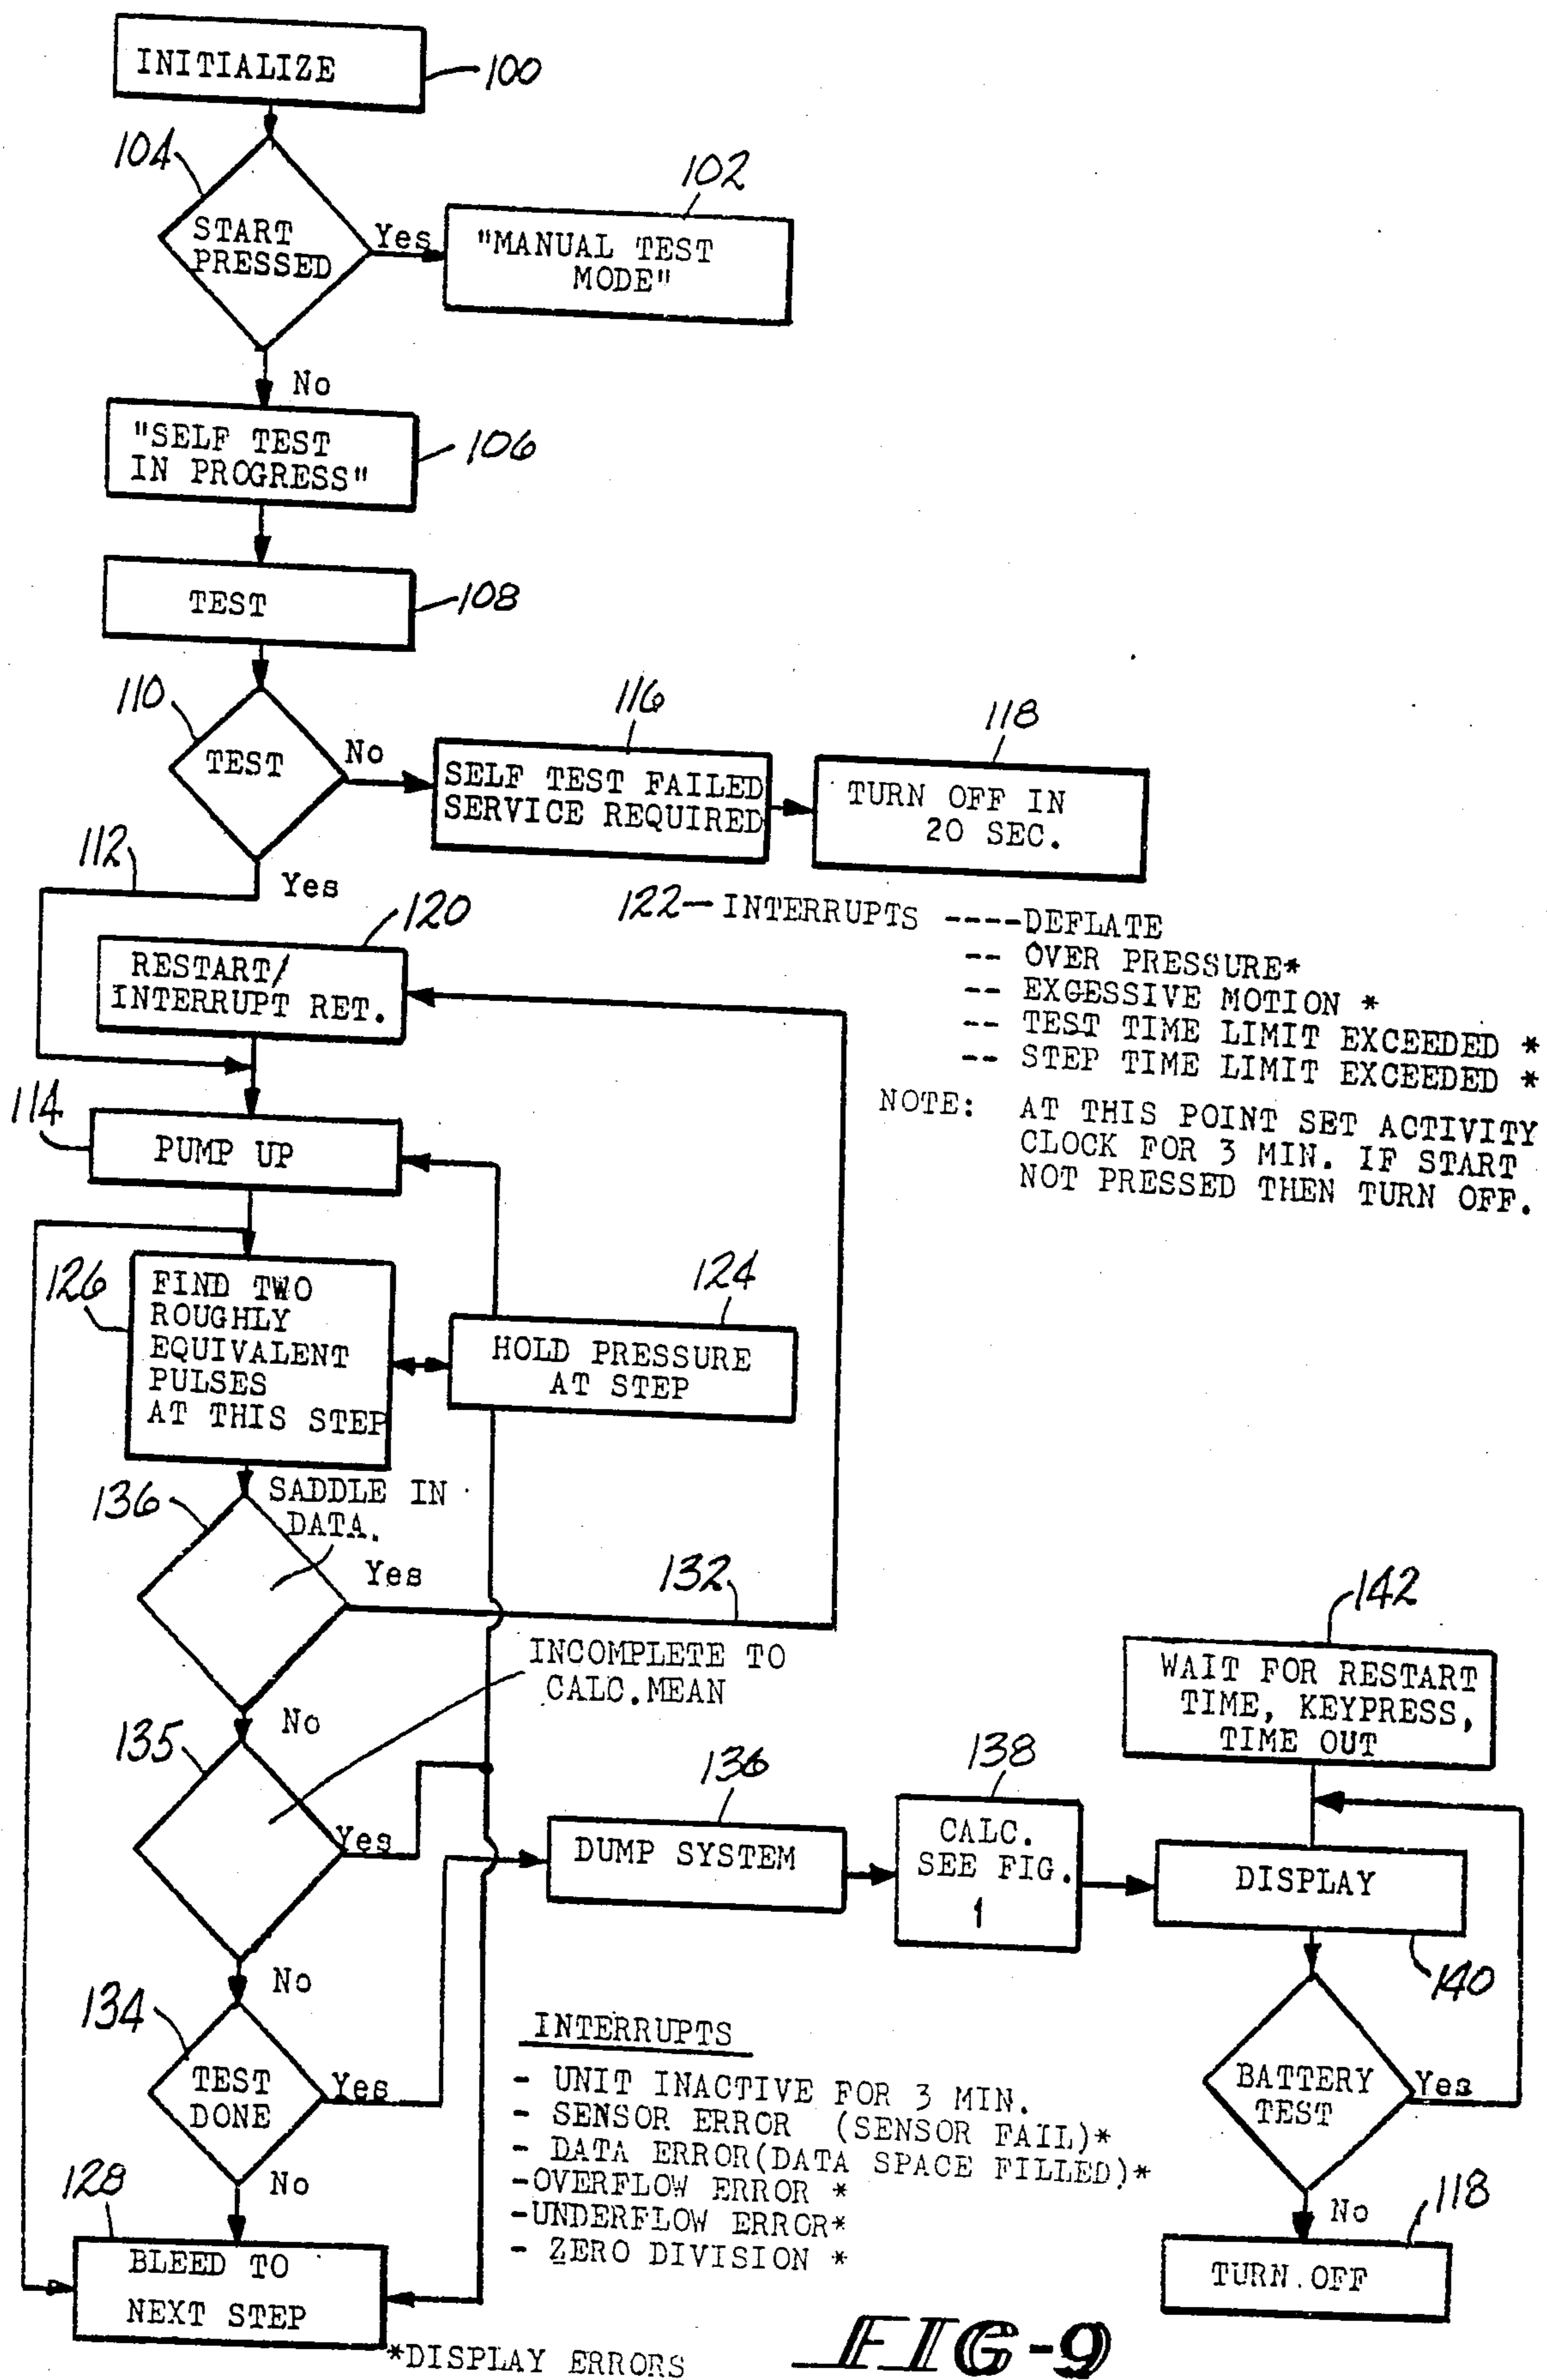 INITIALIZE
100
104
102
START
PRESSED
Yes
"MANUAL TEST
MODE"
No
"SELF TEST
IN PROGRESS"
106
TEST
108
110
TEST
No
116
SELF TEST FAILED
SERVICE REQUIRED
118
TURN OFF IN
20 SEC.
112
Yes
120
RESTART/
INTERRUPT RET.
122-INTERRUPTS ----DEFLATE
-- OVER PRESSURE*
-- EXGESSIVE MOTION *
-- TEST TIME LIMIT EXCEEDED *
-- STEP TIME LIMIT EXCEEDED *
NOTE: AT THIS POINT SET ACTIVITY
CLOCK FOR 3 MIN. IF START
NOT PRESSED THEN TURN OFF.
114
PUMP UP
126
FIND TWO
ROUGHLY
EQUIVALENT
PULSES
AT THIS STEP
124
HOLD PRESSURE
AT STEP
136
SADDLE IN
DATA.
Yes
132
No
INCOMPLETE TO
CALC.MEAN
135
Yes
136
DUMP SYSTEM
138
CALC.
SEE FIG.
1
142
WAIT FOR RESTART
TIME, KEYPRESS,
TIME OUT
DISPLAY
140
No
134
TEST
DONE
Yes
BATTERY
TEST
Yes
INTERRUPTS
- UNIT INACTIVE FOR 3 MIN.
- SENSOR ERROR (SENSOR FAIL)*
- DATA ERROR(DATA SPACE FILLED)*
-OVERFLOW ERROR *
-UNDERFLOW ERROR*
- ZERO DIVISION *
No
128
BLEED TO
NEXT STEP
No
118
TURN.OFF
*DISPLAY ERRORS
FIG-9